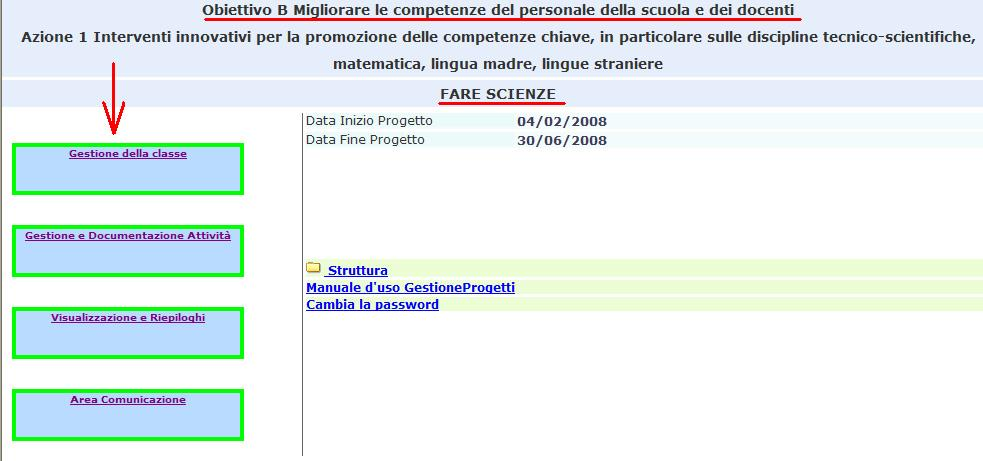 Obiettivo B Migliorare le competenze del personale della scuola e dei docenti
Azione 1 Interventi innovativi per la promozione delle competenze chiave, in particolare sulle discipline tecnico-scientifiche,
matematica, lingua madre, lingue straniere
FARE SCIENZE
Data Inizio Progetto 04/02/2008
Data Fine Progetto 30/06/2008
Gestione della classe
Gestione e Documentazione Attività
Visualizzazione e Riepiloghi
Area Comunicazione
Struttura
Manuale d'uso GestioneProgetti
Cambia la password